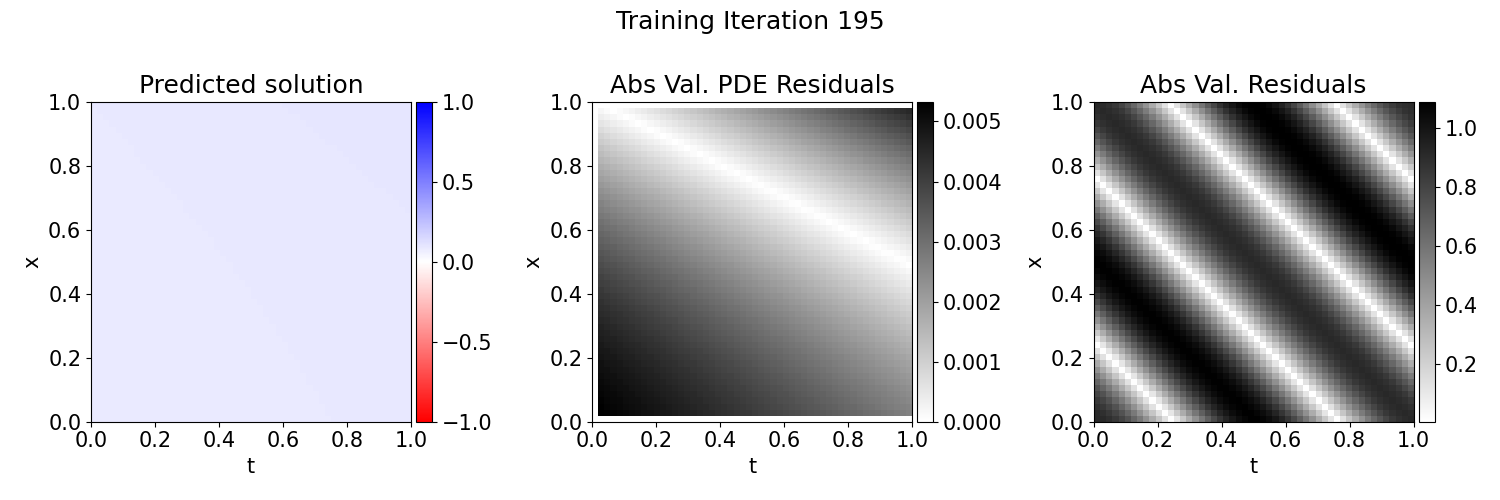 Training Iteration 195
Predicted solution
1.0
0.8
0.6
0.4
0.2
0.0
x
0.0 0.2 0.4 0.6 0.8 1.0
t
1.0
0.5
0.0
−0.5
−1.0
Abs Val. PDE Residuals
1.0
0.8
0.6
0.4
0.2
0.0
x
0.0 0.2 0.4 0.6 0.8 1.0
t
0.005
0.004
0.003
0.002
0.001
0.000
Abs Val. Residuals
1.0
0.8
0.6
0.4
0.2
0.0
x
0.0 0.2 0.4 0.6 0.8 1.0
t
1.0
0.8
0.6
0.4
0.2